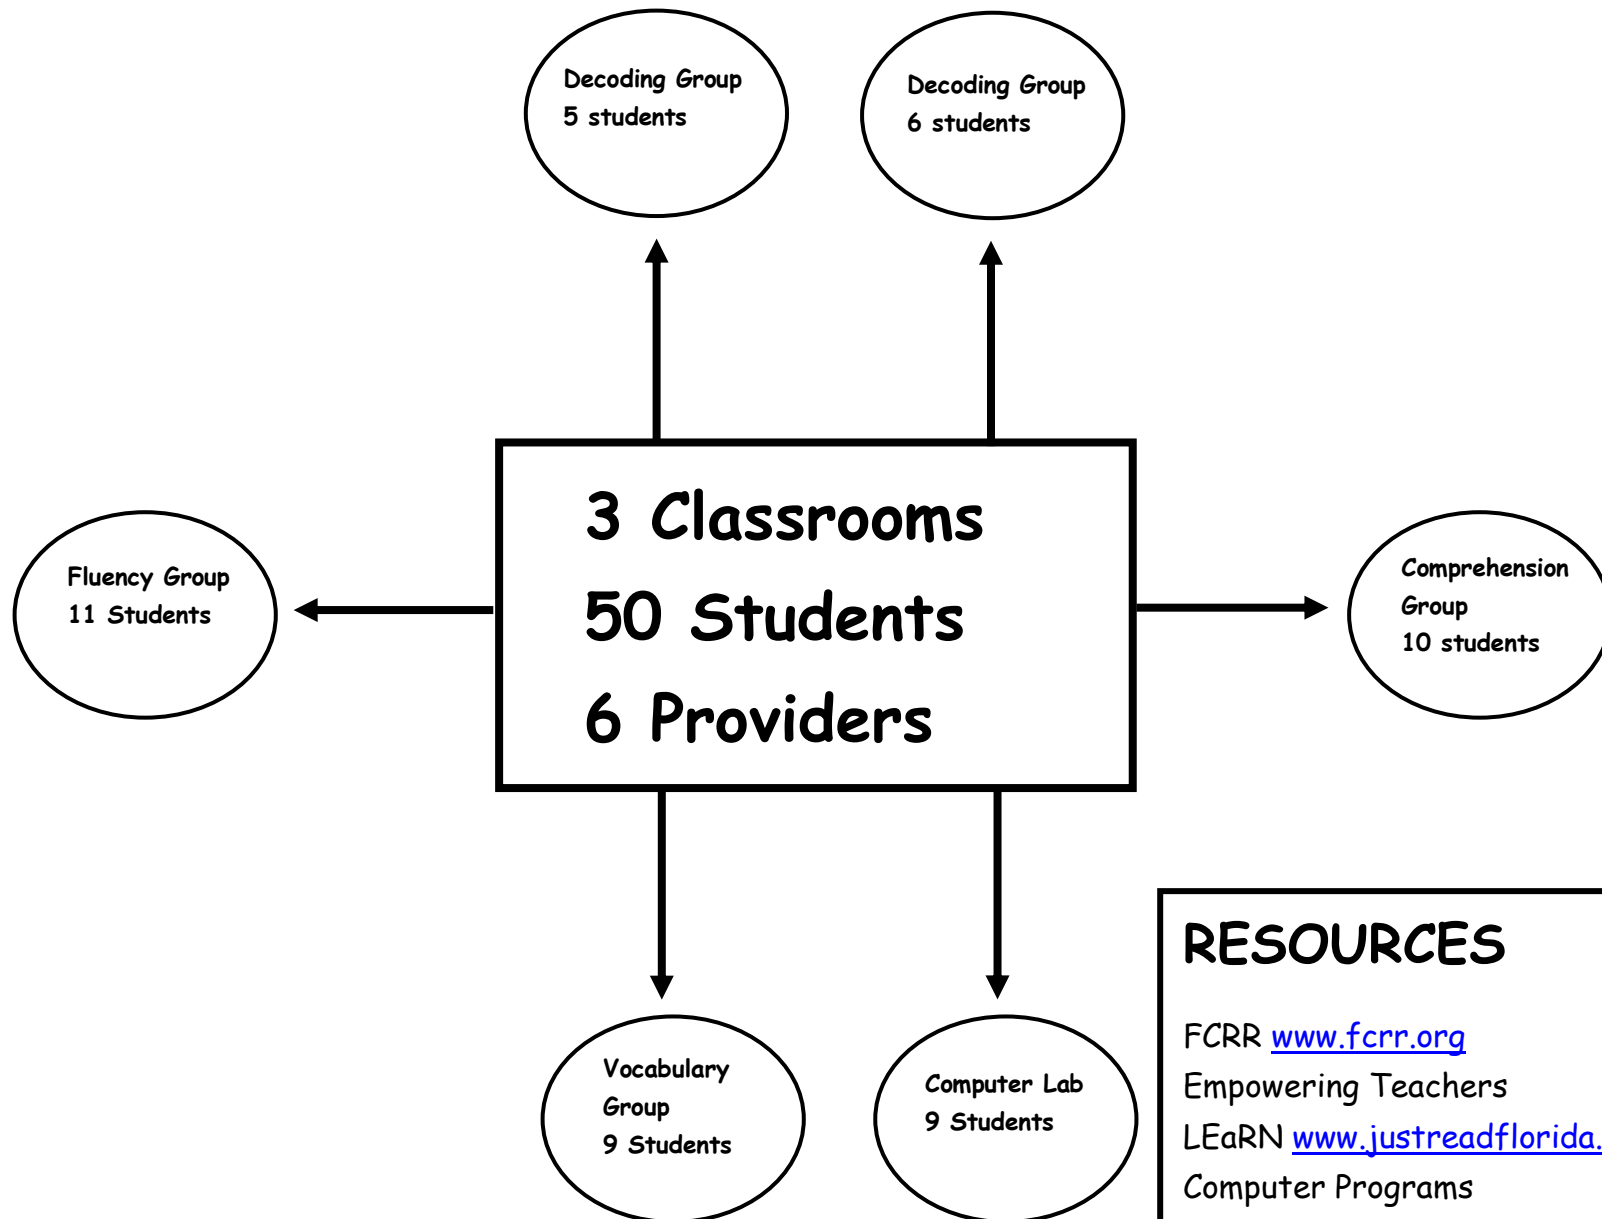 Decoding Group
5 students
Decoding Group
6 students
3 Classrooms
50 Students
6 Providers
Fluency Group
11 Students
Comprehension
Group
10 students
Vocabulary
Group
9 Students
Computer Lab
9 Students
RESOURCES
FCRR www.fcrr.org
Empowering Teachers
LEaRN www.justreadflorida.
Computer Programs